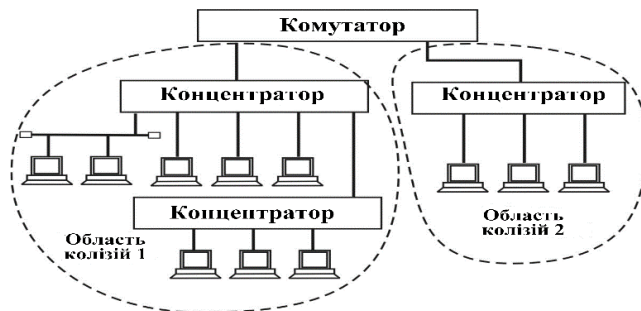 Комутатор
Концентратор
Концентратор
Концентратор
Область
колізій 1
Область
колізій 2